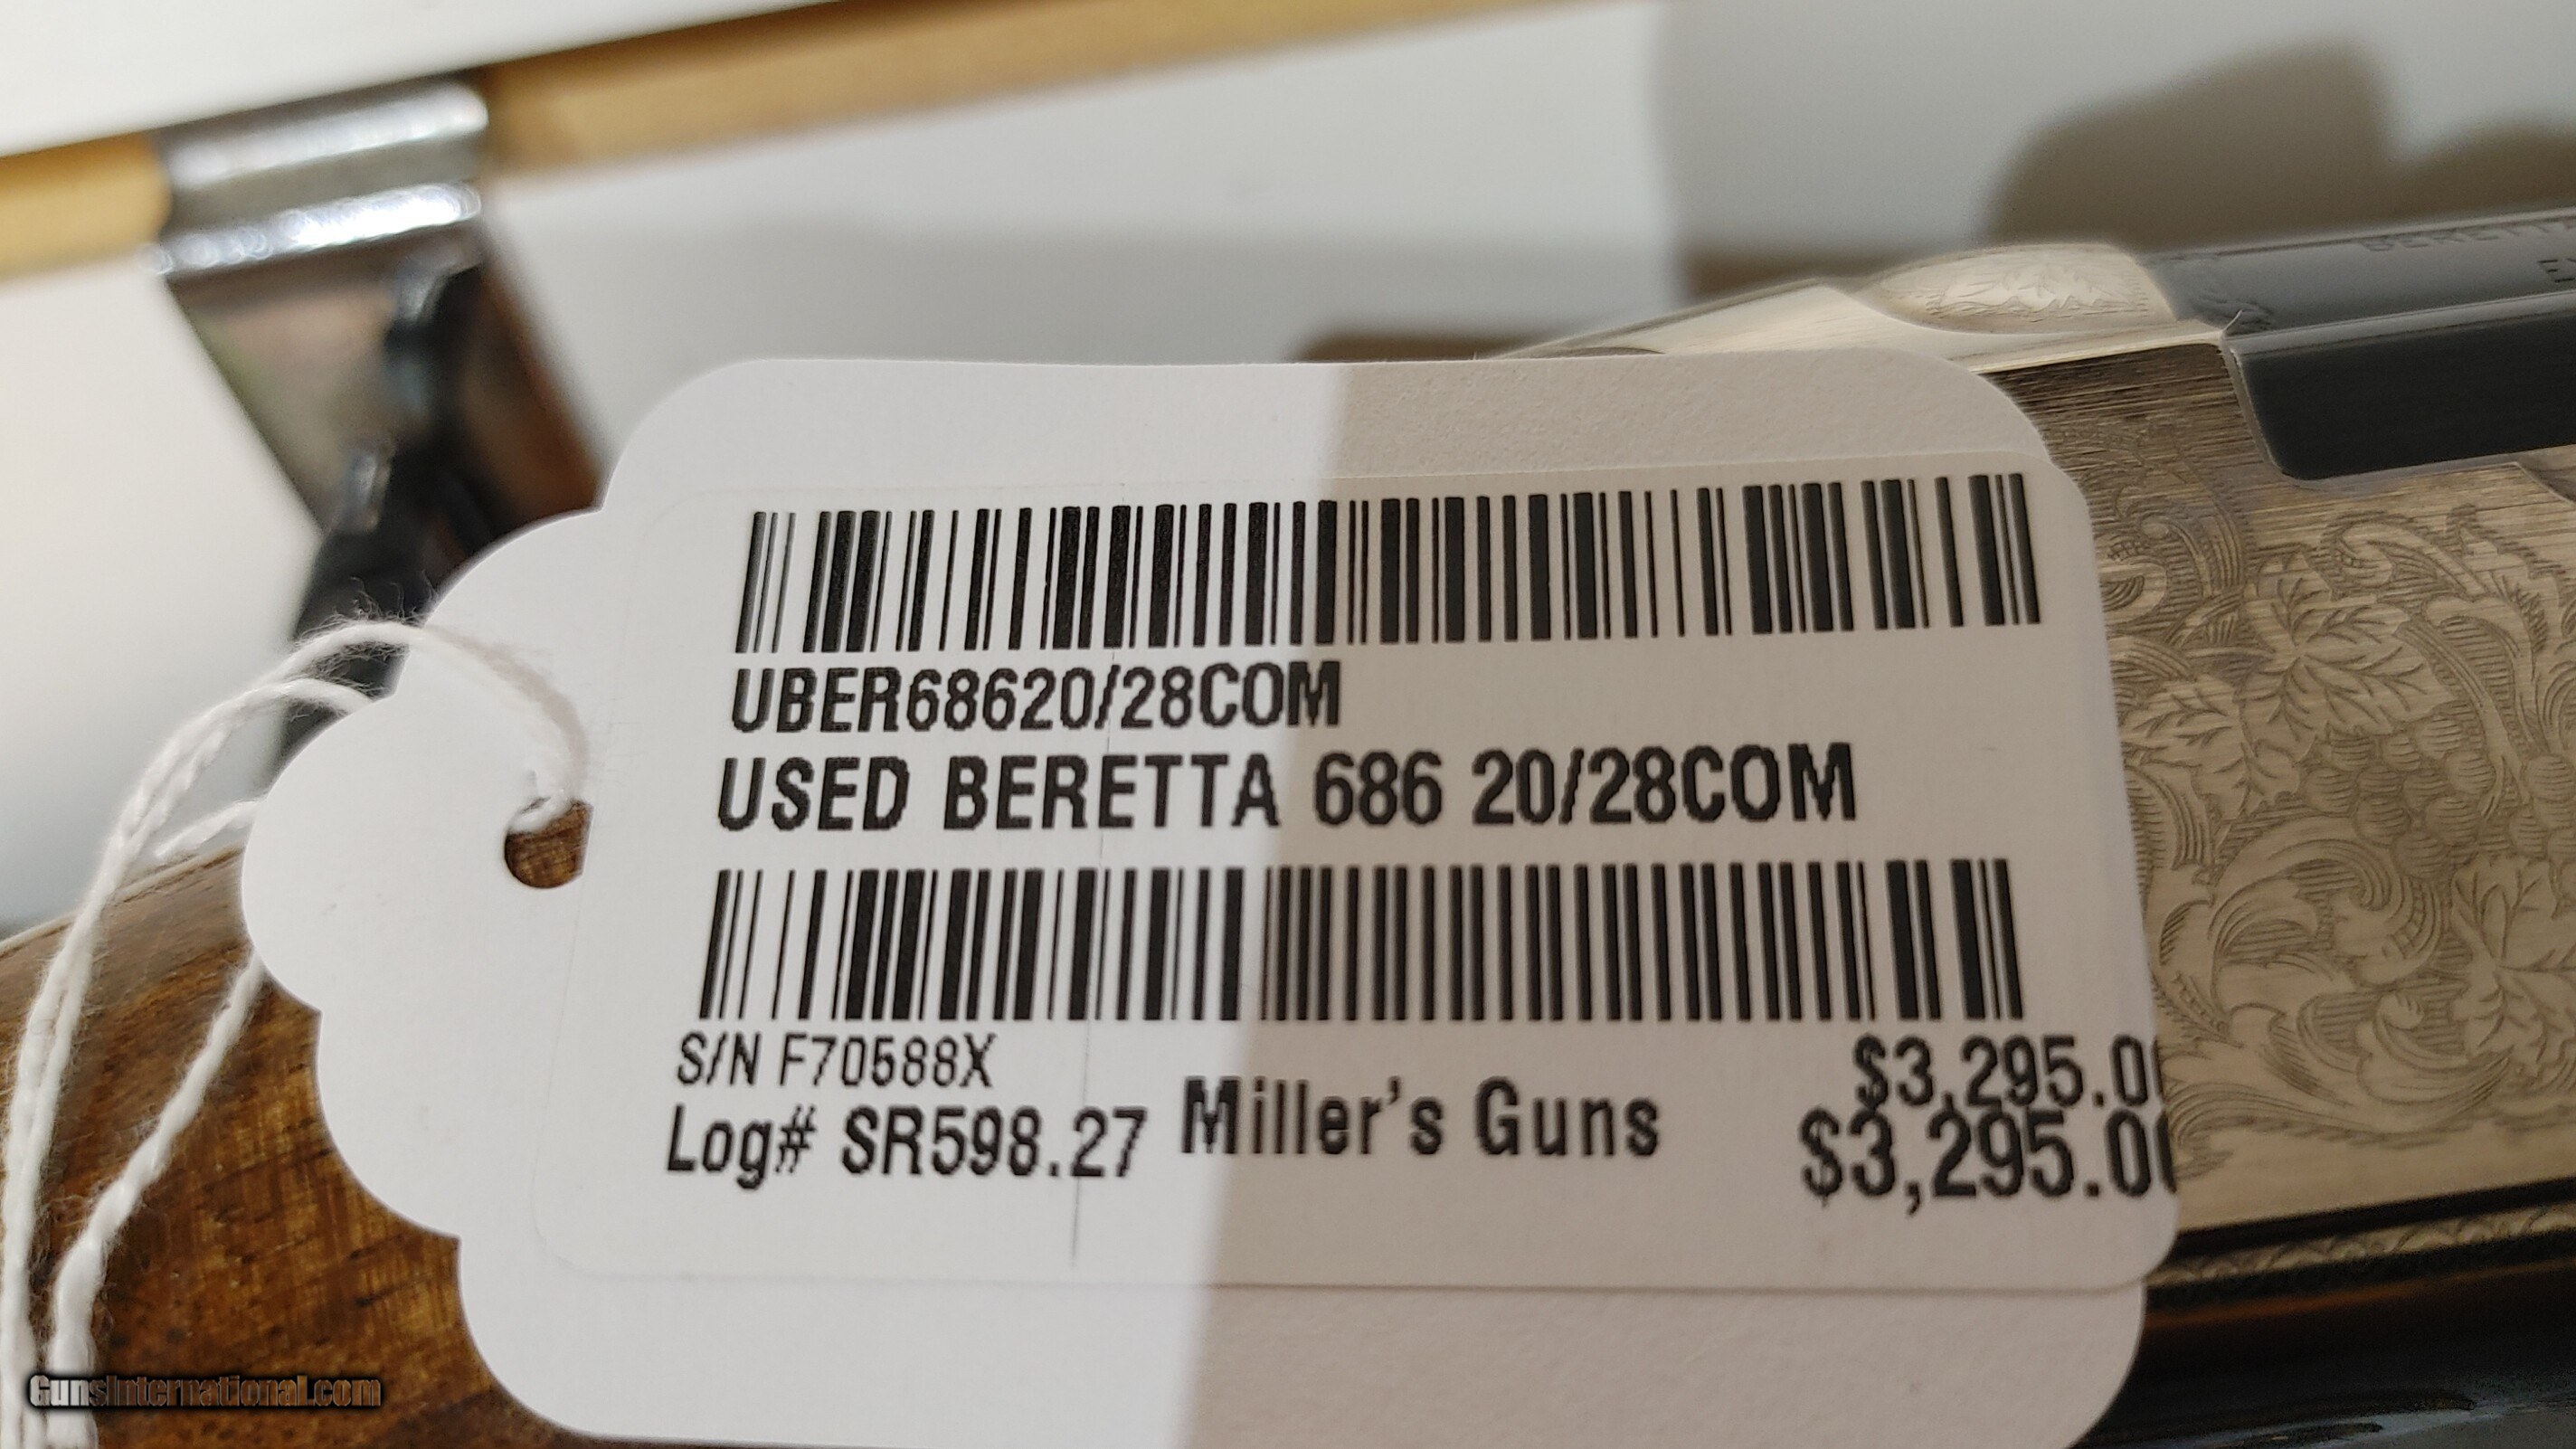 BERETTA
UBER68620/28COM
USED BERETTA 686 20/28COM
S/N F70588X
$3,295.0
Log# SR598.27 Miller's Guns $3,295.0
GunsInternational.com